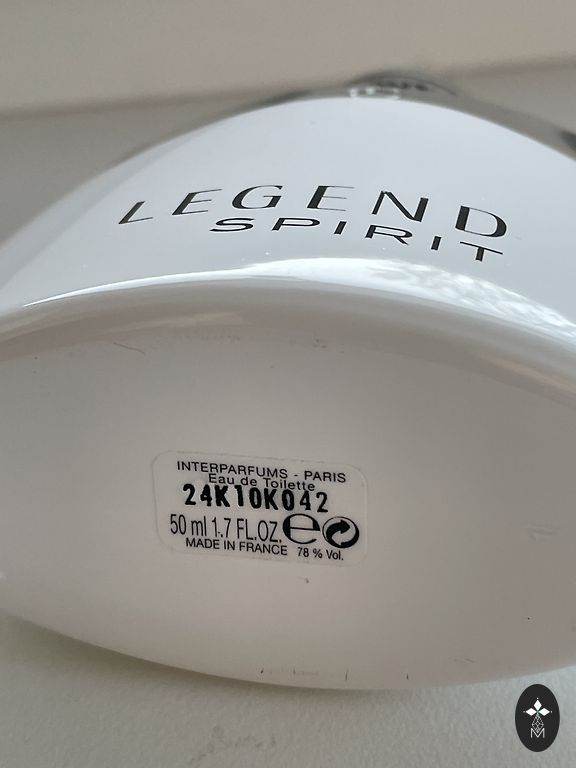 LEGEND
SPIRIT
INTERPARFUMS - PARIS
Eau de Toilette
24K10K042
50 ml 1.7 FL.OZ. ℮
MADE IN FRANCE 78 % Vol.
M